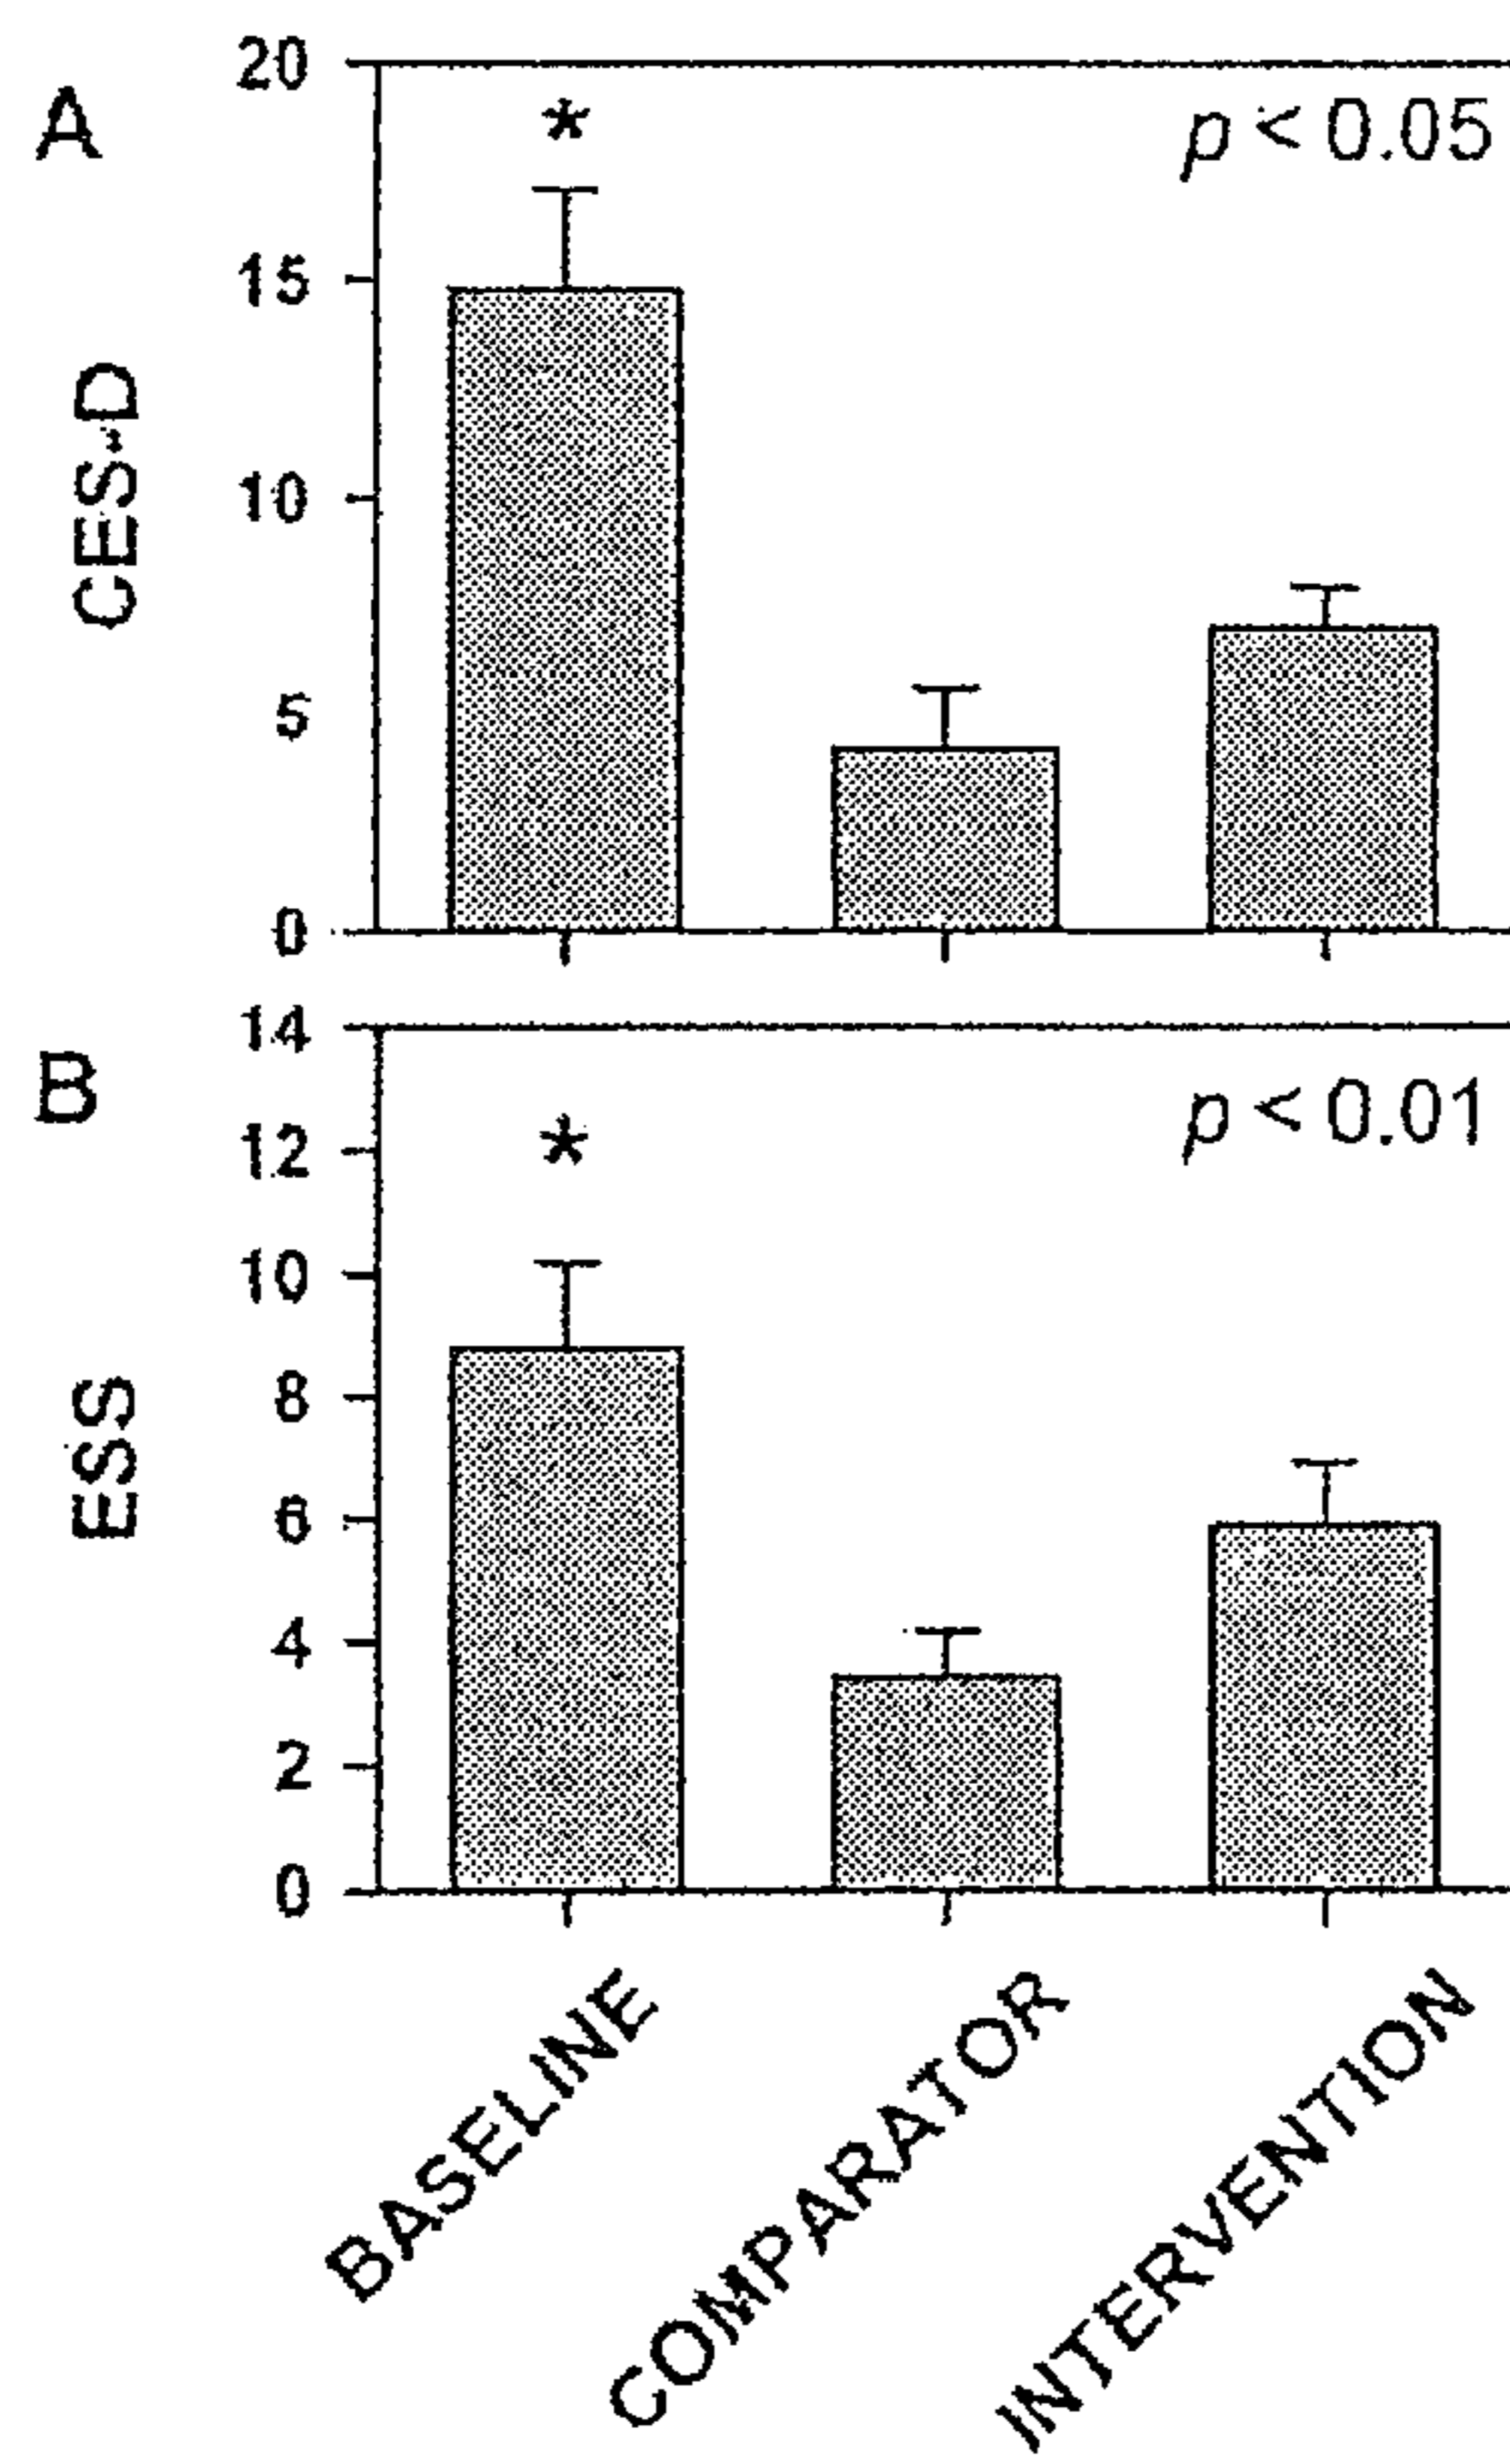 A
CES-D
20
15
10
5
0
*
p < 0.05
B
ESS
14
12
10
8
6
4
2
0
*
p < 0.01
BASELINE
COMPARATOR
INTERVENTION